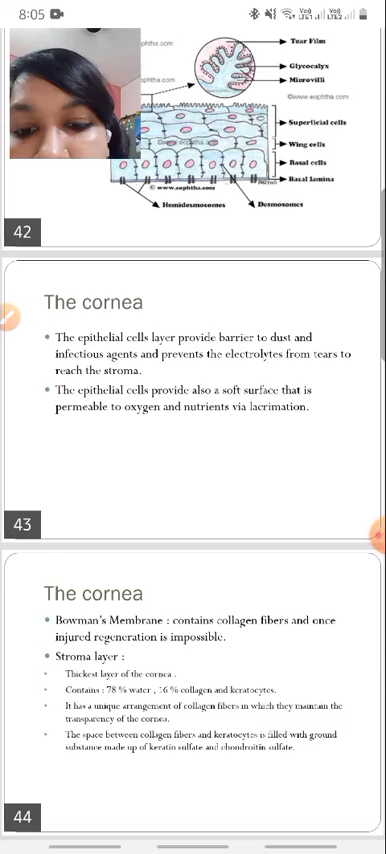 8:05
Vo))
LTE1
Vo))
LTE2
Tear Film
Glycocalyx
Microvilli
©www.eophtha.com
Superficial cells
Wing cells
Basal cells
Basal lamina
© www.eophtha.com
Hemidesmosomes
Desmosomes
42
The cornea
• The epithelial cells layer provide barrier to dust and
infectious agents and prevents the electrolytes from tears to
reach the stroma.
• The epithelial cells provide also a soft surface that is
permeable to oxygen and nutrients via lacrimation.
43
The cornea
• Bowman's Membrane : contains collagen fibers and once
injured regeneration is impossible.
• Stroma layer :
• Thickest layer of the cornea .
• Contains : 78 % water , 16 % collagen and keratocytes.
• It has a unique arrangement of collagen fibers in which they maintain the
transparency of the cornea.
• The space between collagen fibers and keratocytes is filled with ground
substance made up of keratin sulfate and chondroitin sulfate.
44